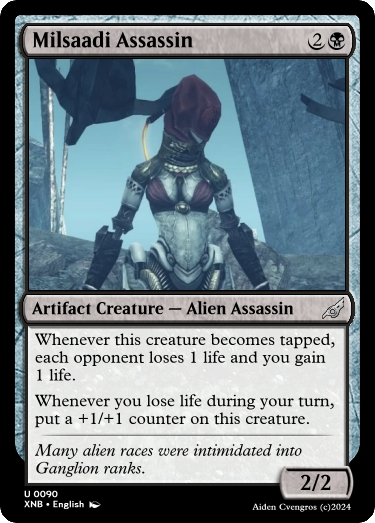 Milsaadi Assassin 2
Artifact Creature — Alien Assassin
Whenever this creature becomes tapped,
each opponent loses 1 life and you gain
1 life.
Whenever you lose life during your turn,
put a +1/+1 counter on this creature.
Many alien races were intimidated into
Ganglion ranks.
2/2
U 0090
XNB • English Aiden Cvengros (c)2024